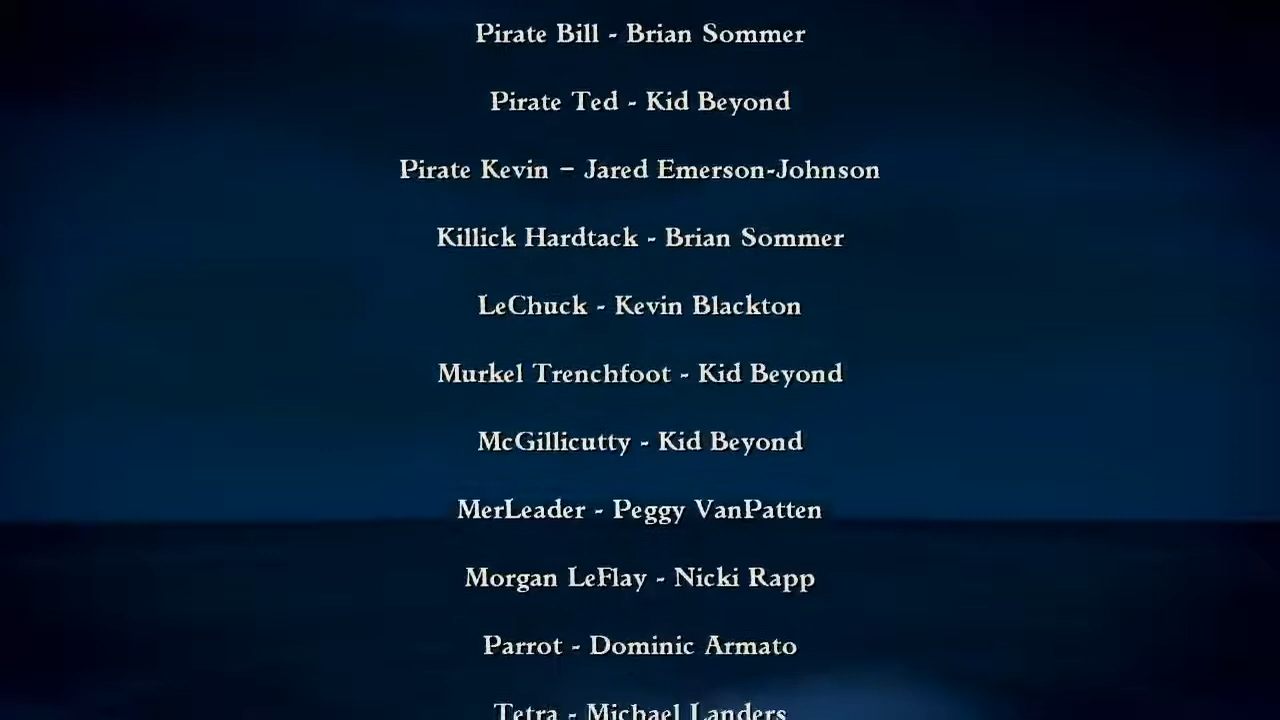 Pirate Bill - Brian Sommer
Pirate Ted - Kid Beyond
Pirate Kevin – Jared Emerson-Johnson
Killick Hardtack - Brian Sommer
LeChuck - Kevin Blackton
Murkel Trenchfoot - Kid Beyond
McGillicutty - Kid Beyond
MerLeader - Peggy VanPatten
Morgan LeFlay - Nicki Rapp
Parrot - Dominic Armato
Tetra - Michael Landers